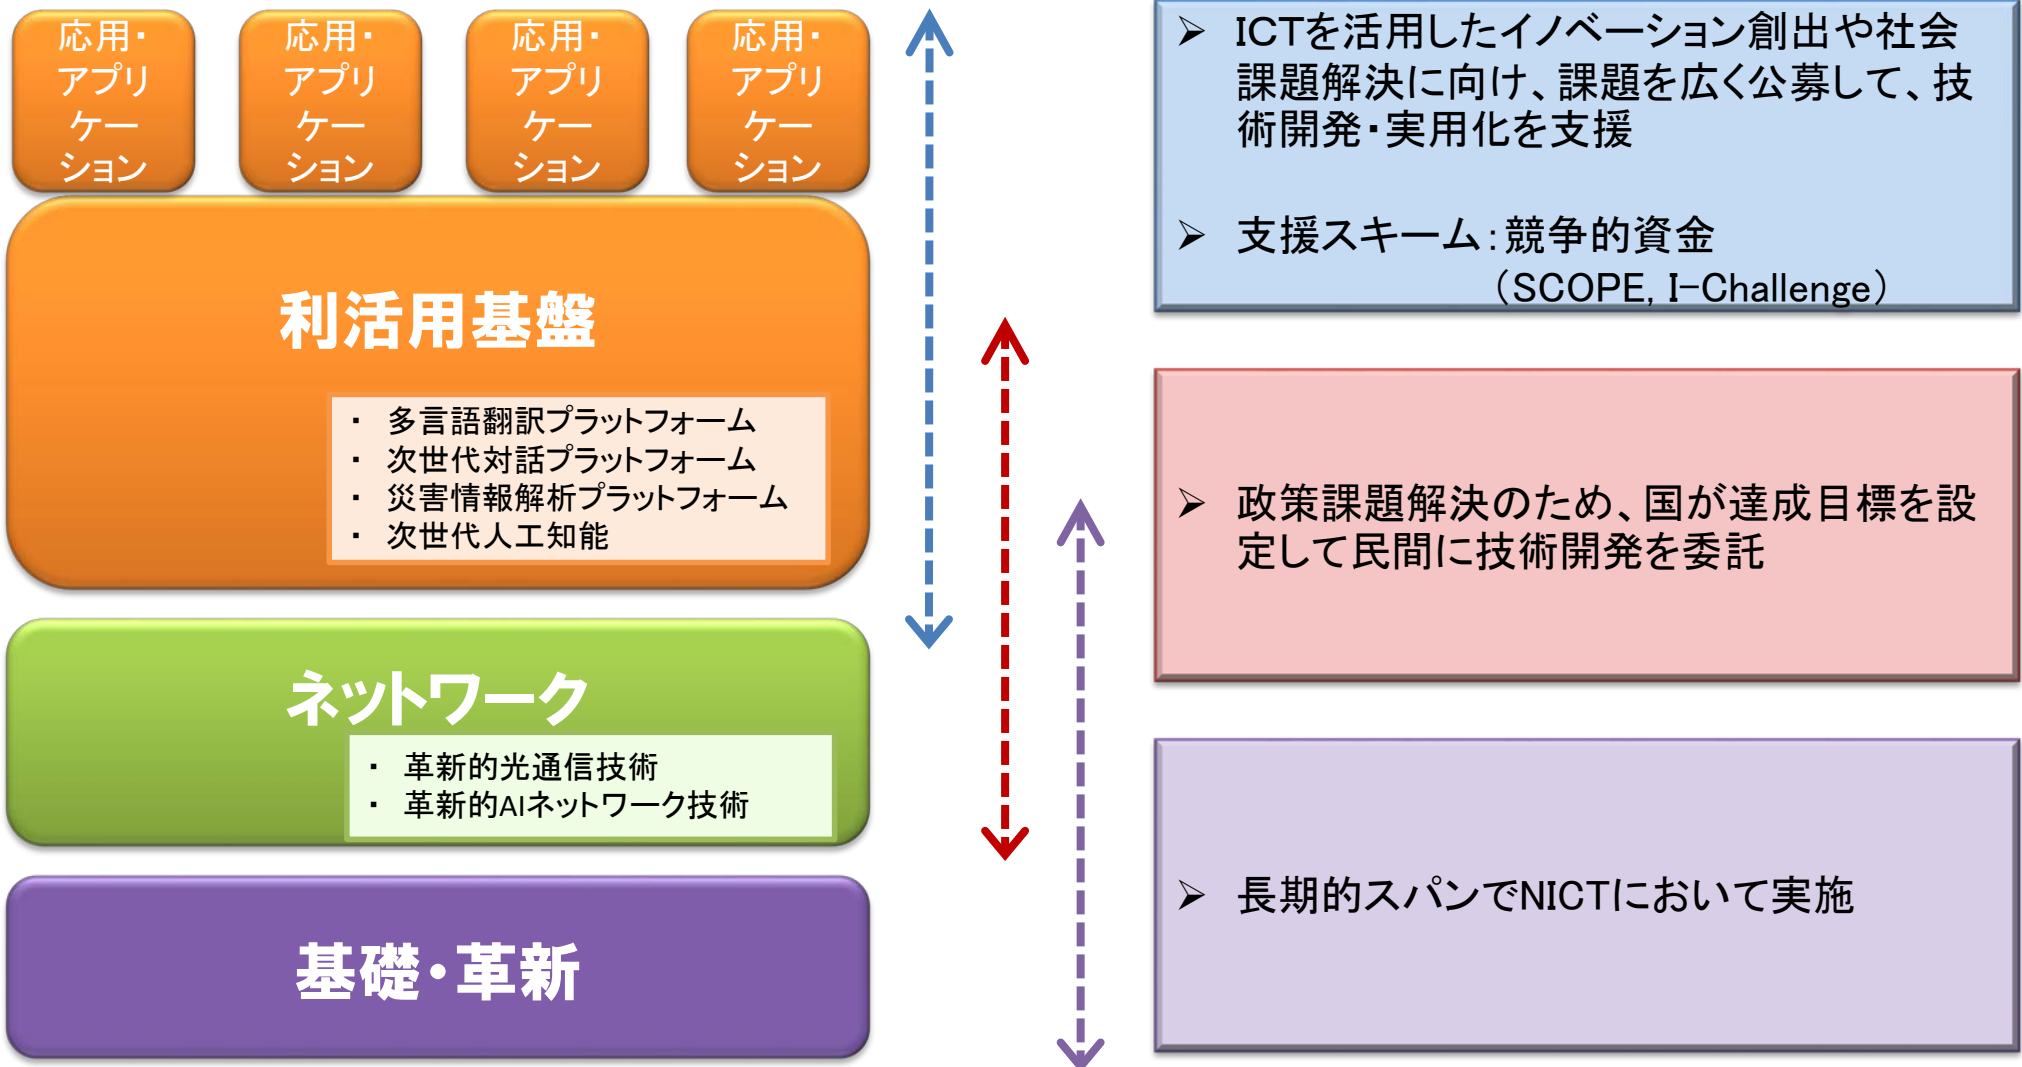 応用・
アプリ
ケー
ション
応用・
アプリ
ケー
ション
応用・
アプリ
ケー
ション
応用・
アプリ
ケー
ション
利活用基盤
・ 多言語翻訳プラットフォーム
・ 次世代対話プラットフォーム
・ 災害情報解析プラットフォーム
・ 次世代人工知能
ネットワーク
・ 革新的光通信技術
・ 革新的AIネットワーク技術
基礎・革新
➢ ICTを活用したイノベーション創出や社会
課題解決に向け、課題を広く公募して、技
術開発・実用化を支援
➢ 支援スキーム：競争的資金
（SCOPE, I-Challenge）
➢ 政策課題解決のため、国が達成目標を設
定して民間に技術開発を委託
➢ 長期的スパンでNICTにおいて実施